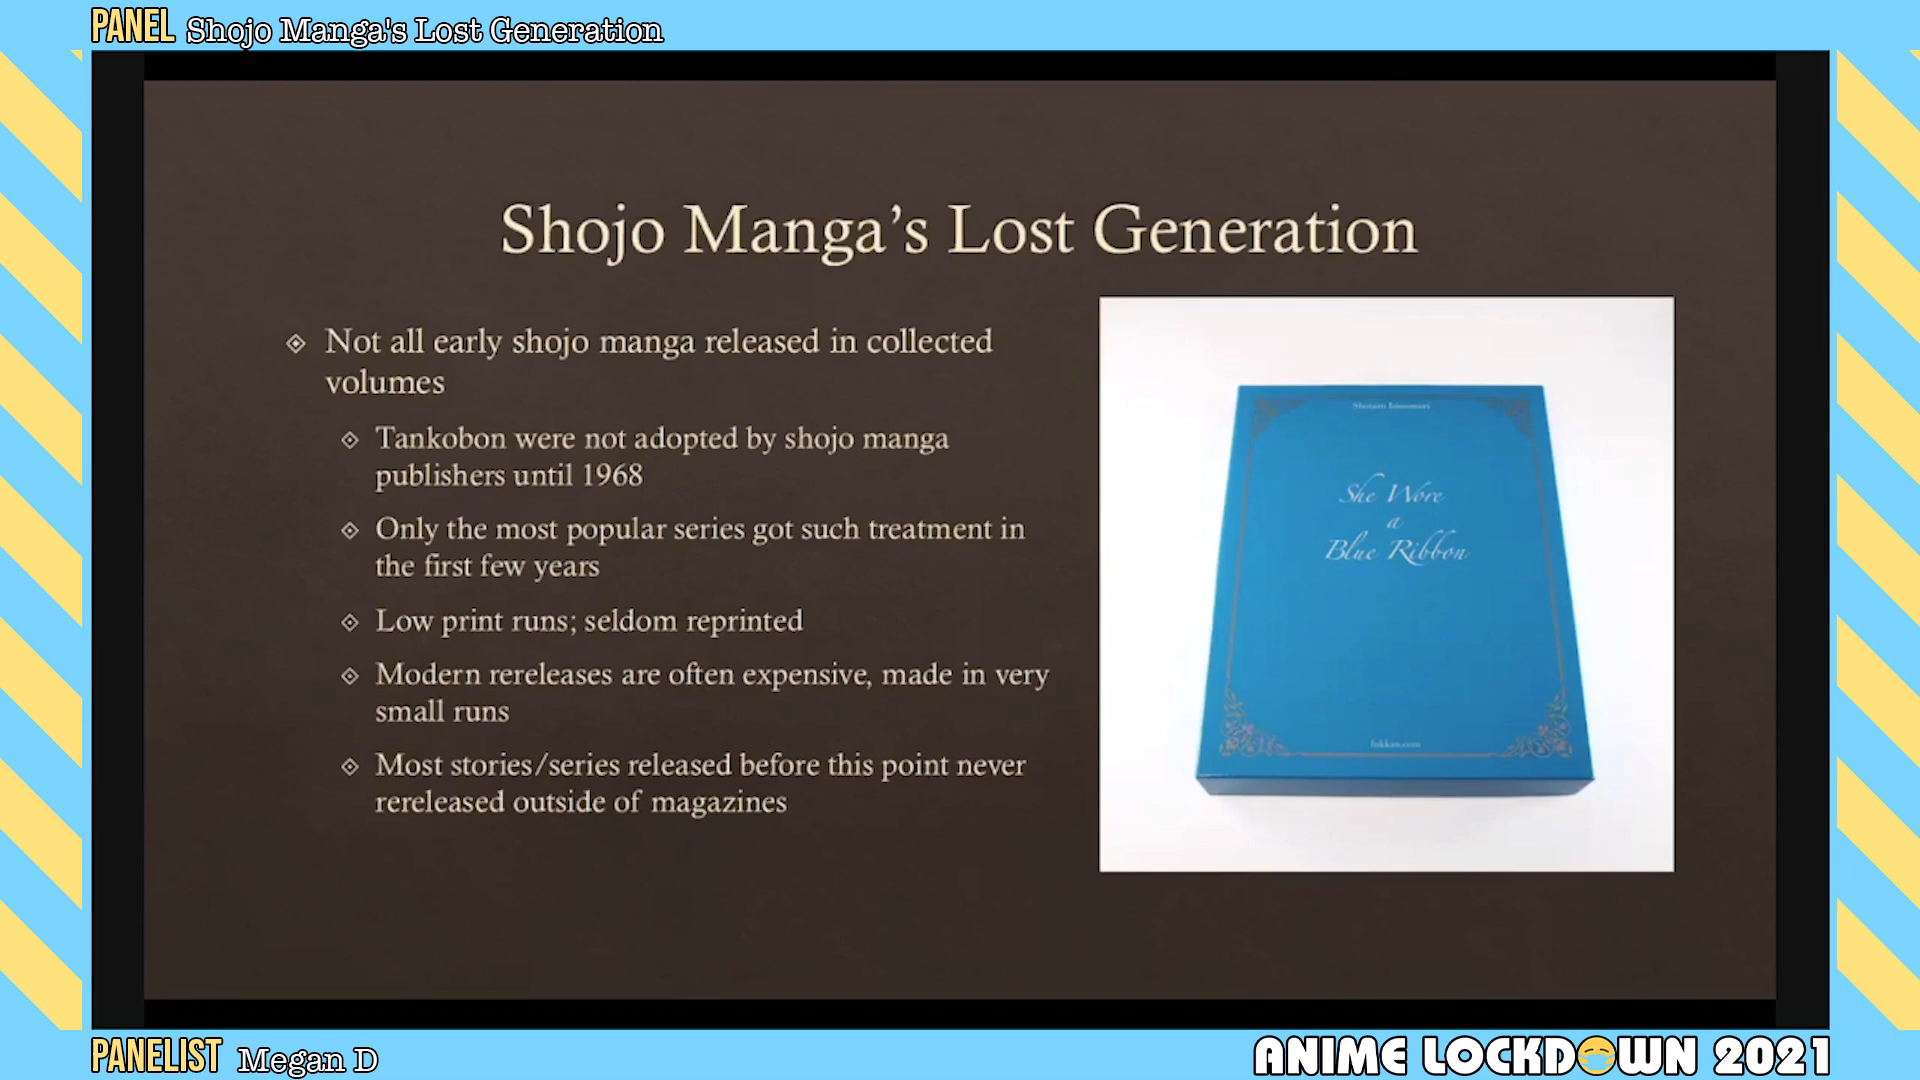 PANEL Shojo Manga's Lost Generation
Shojo Manga’s Lost Generation
Not all early shojo manga released in collected
volumes
Tankobon were not adopted by shojo manga
publishers until 1968
Only the most popular series got such treatment in
the first few years
Low print runs; seldom reprinted
Modern rereleases are often expensive, made in very
small runs
Most stories/series released before this point never
rereleased outside of magazines
Shotaro Ishinomori
She Wore
a
Blue Ribbon
fukkan.com
PANELIST Megan D
ANIME LOCKDOWN 2021